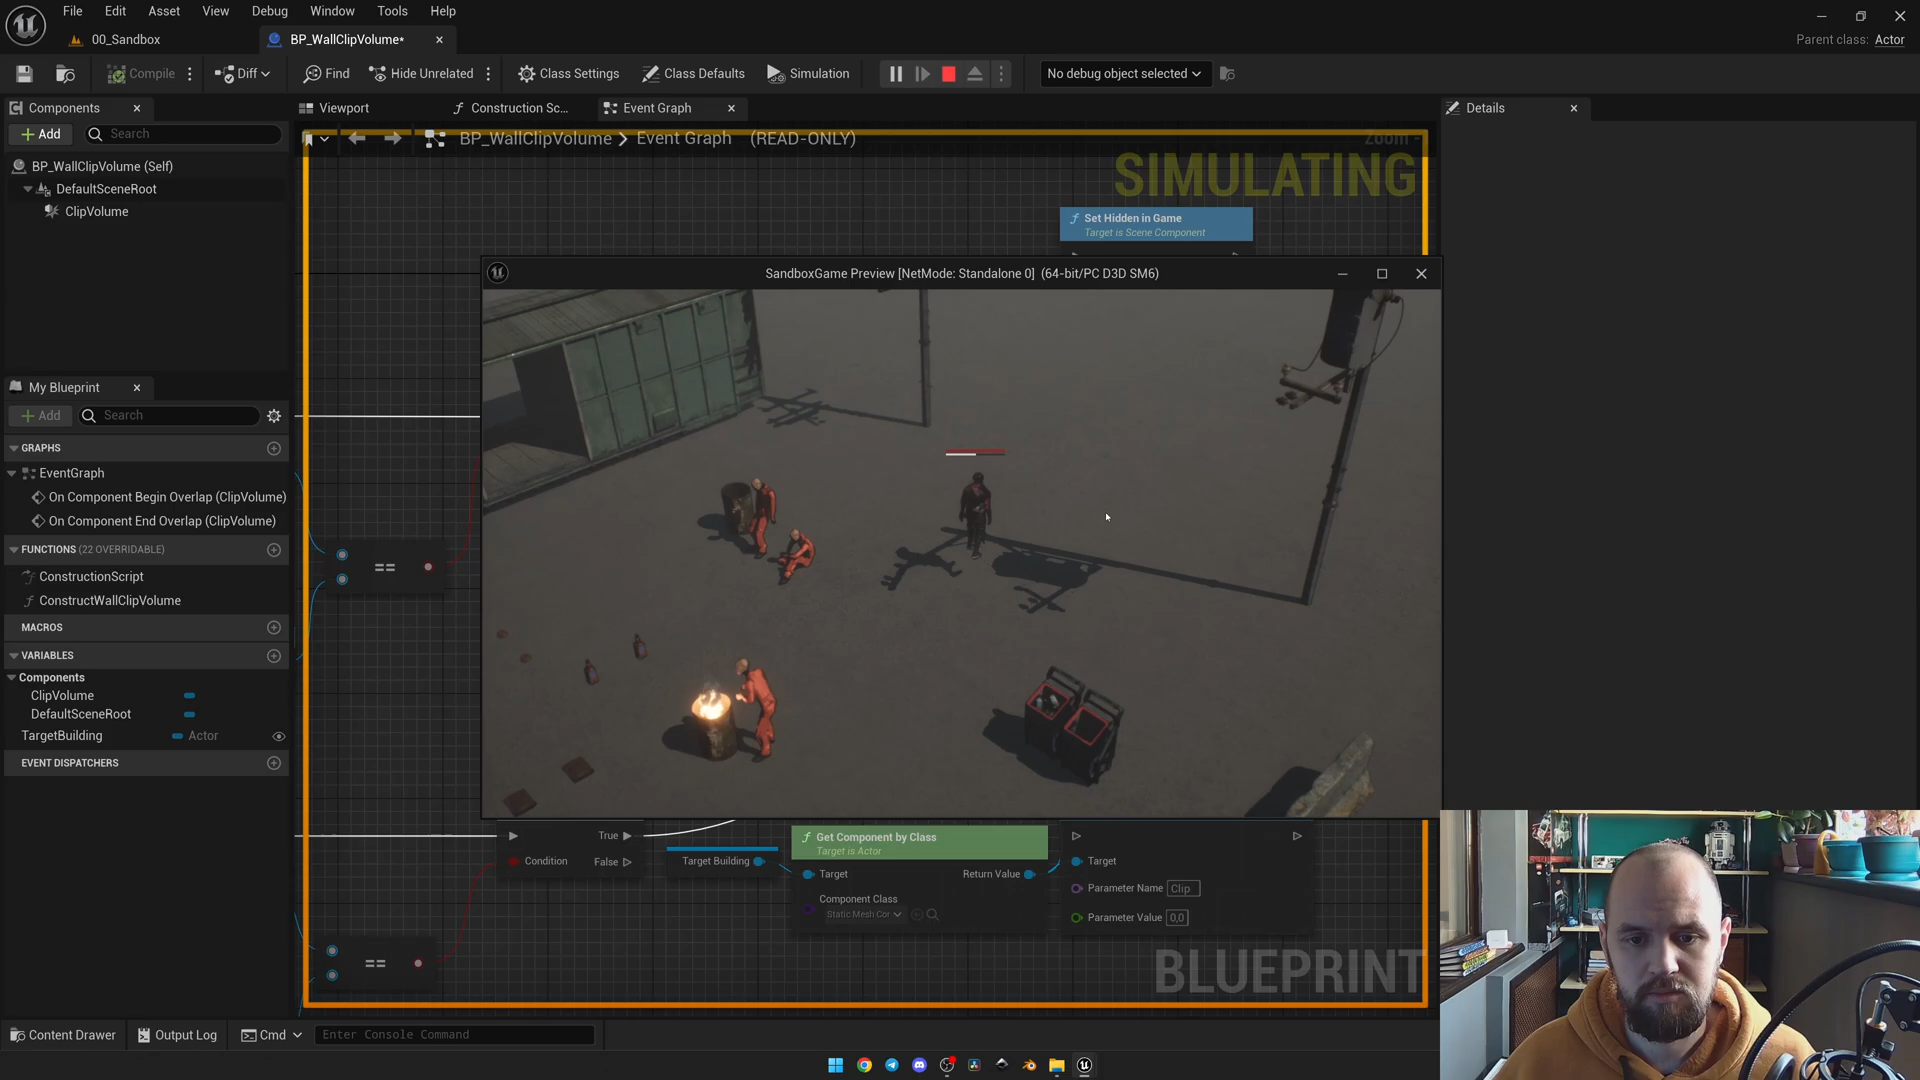 File Edit Asset View Debug Window Tools Help
00_Sandbox
BP_WallClipVolume*
Parent class: Actor
Compile
Diff
Find
Hide Unrelated
Class Settings
Class Defaults
Simulation
No debug object selected
Components
Viewport
Construction Sc...
Event Graph
Details
Add
Search
BP_WallClipVolume > Event Graph (READ-ONLY)
Zoom -
SIMULATING
BP_WallClipVolume (Self)
DefaultSceneRoot
ClipVolume
Set Hidden in Game
Target is Scene Component
SandboxGame Preview [NetMode: Standalone 0] (64-bit/PC D3D SM6)
My Blueprint
Add
Search
GRAPHS
EventGraph
On Component Begin Overlap (ClipVolume)
On Component End Overlap (ClipVolume)
FUNCTIONS (22 OVERRIDABLE)
ConstructionScript
ConstructWallClipVolume
MACROS
VARIABLES
Components
ClipVolume
DefaultSceneRoot
TargetBuilding Actor
EVENT DISPATCHERS
==
==
True
Condition
False
Target Building
Get Component by Class
Target is Actor
Target
Return Value
Component Class
Static Mesh Cor
Target
Parameter Name Clip
Parameter Value 0,0
BLUEPRINT
Content Drawer
Output Log
Cmd
Enter Console Command